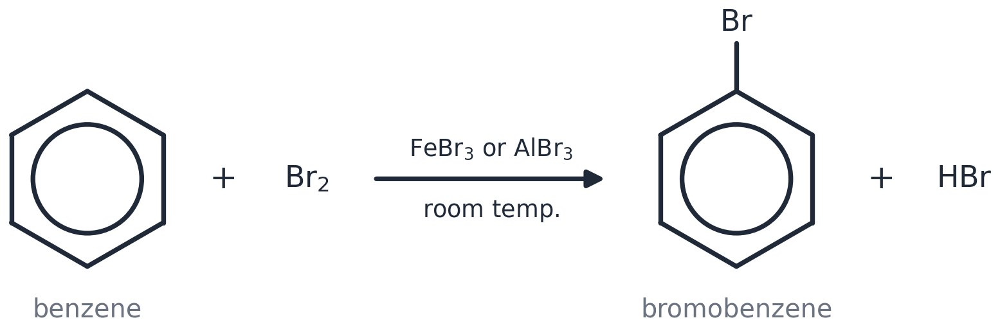 Br
FeBr₃ or AlBr₃
+ Br₂ + HBr
room temp.
benzene bromobenzene